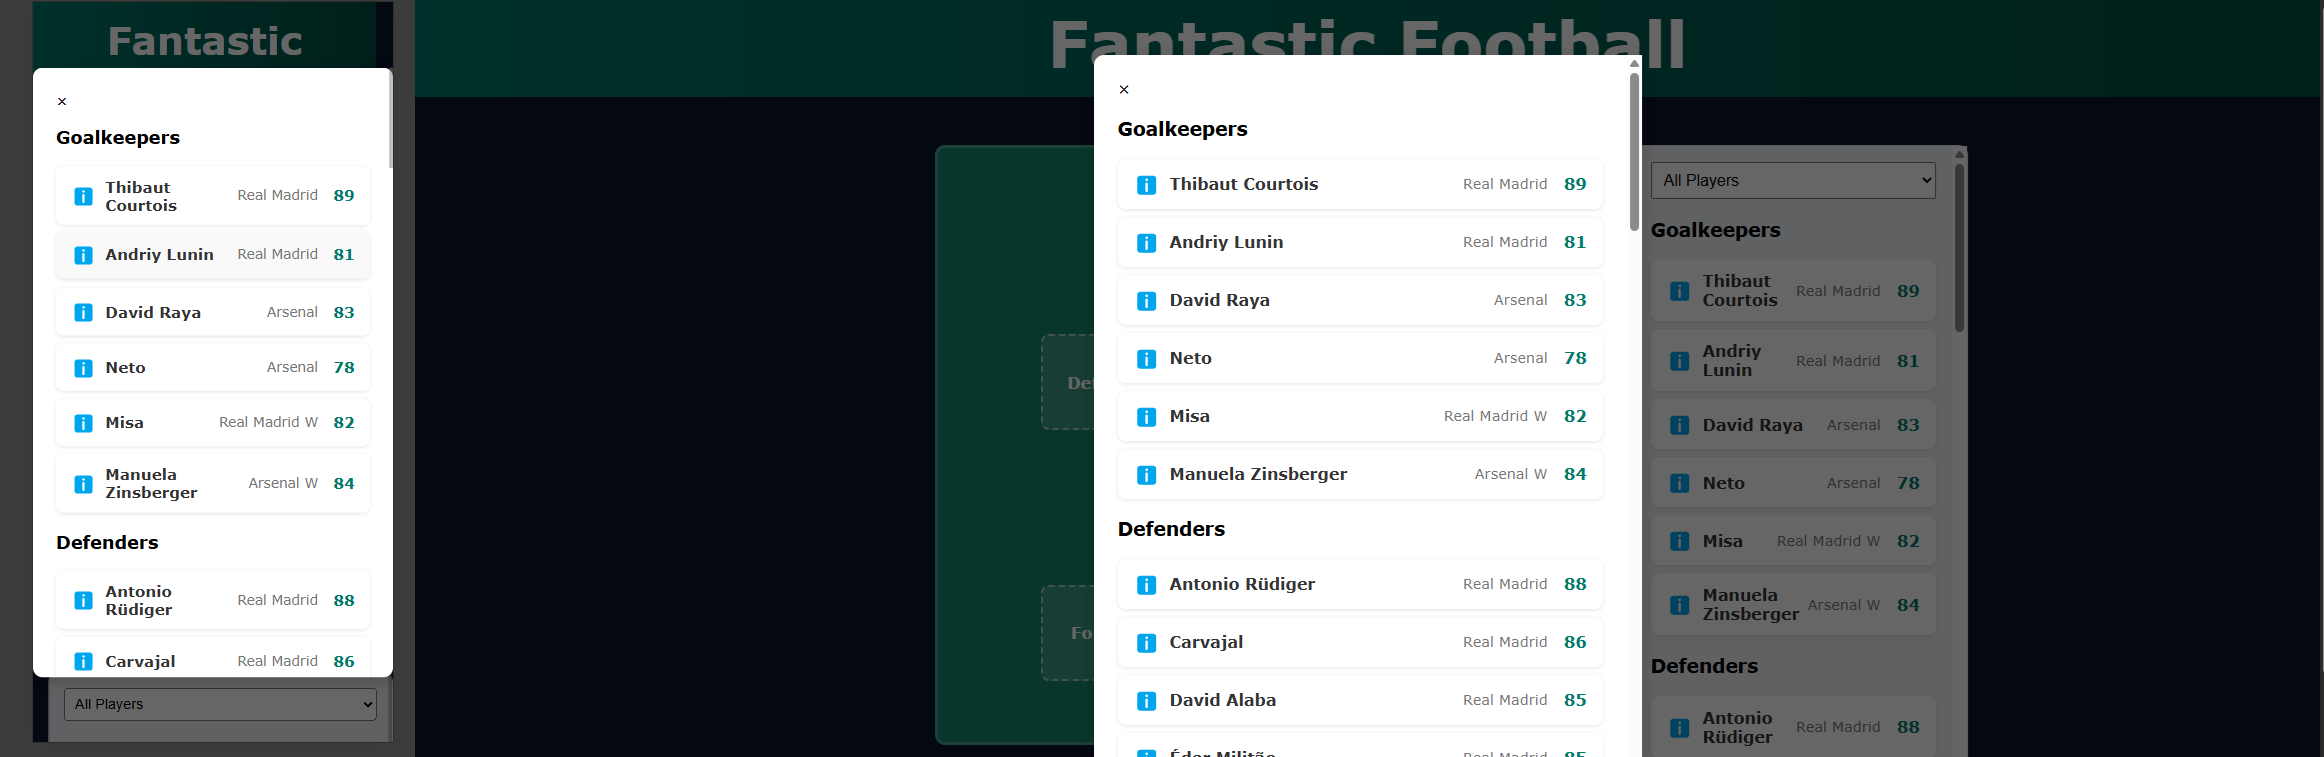 Fantastic
×
Goalkeepers
Thibaut
Courtois
Real Madrid 89
Andriy Lunin Real Madrid 81
David Raya Arsenal 83
Neto Arsenal 78
Misa Real Madrid W 82
Manuela
Zinsberger
Arsenal W 84
Defenders
Antonio
Rüdiger
Real Madrid 88
Carvajal Real Madrid 86
All Players
Fantastic Football
×
Goalkeepers
Thibaut Courtois Real Madrid 89
Andriy Lunin Real Madrid 81
David Raya Arsenal 83
Neto Arsenal 78
Misa Real Madrid W 82
Manuela Zinsberger Arsenal W 84
Defenders
Antonio Rüdiger Real Madrid 88
Carvajal Real Madrid 86
David Alaba Real Madrid 85
Éder Militão Real Madrid 85
All Players
Goalkeepers
Thibaut
Courtois
Real Madrid 89
Andriy
Lunin
Real Madrid 81
David Raya Arsenal 83
Neto Arsenal 78
Misa Real Madrid W 82
Manuela
Zinsberger
Arsenal W 84
Defenders
Antonio
Rüdiger
Real Madrid 88